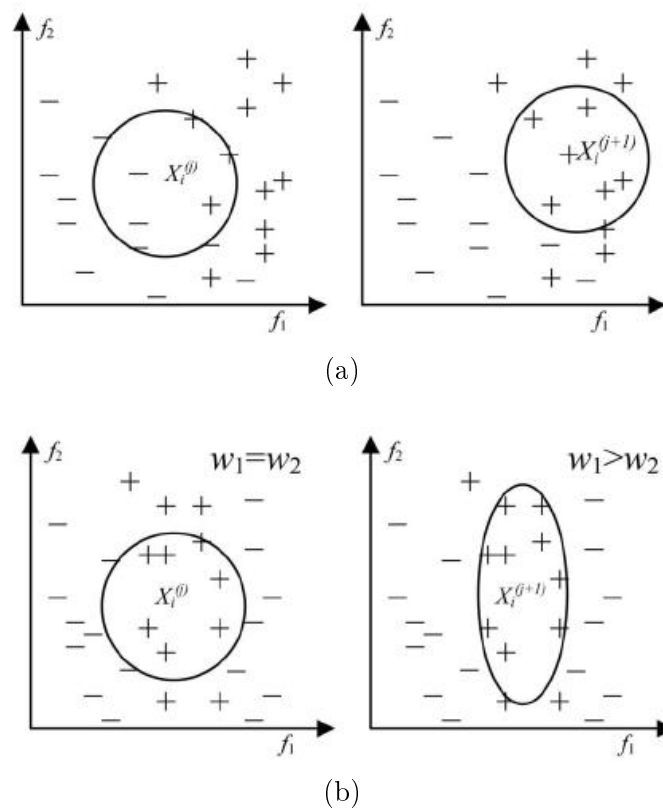 f₂
X_i^{(j)}
f₁
f₂
X_i^{(j+1)}
f₁
(a)
f₂
w₁=w₂
X_i^{(j)}
f₁
f₂
w₁>w₂
X_i^{(j+1)}
f₁
(b)